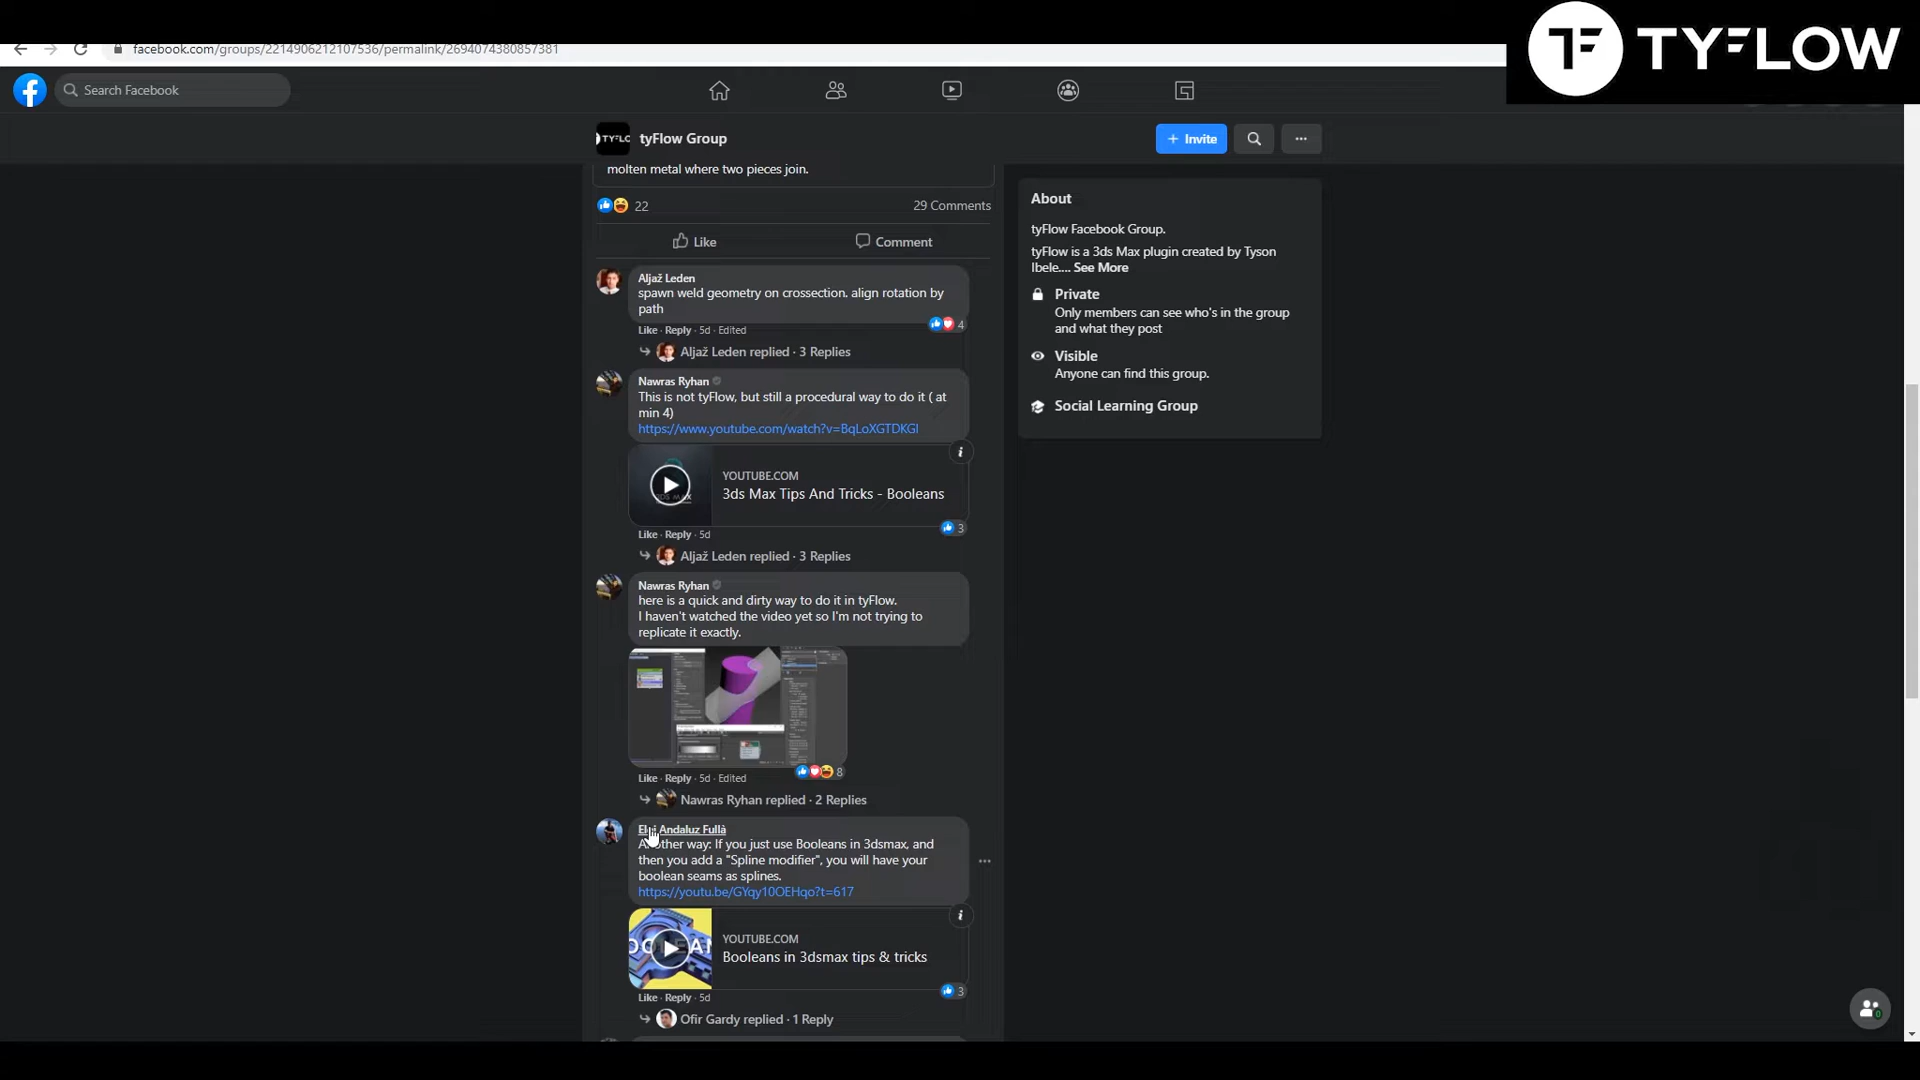 TF TYFLOW
facebook.com/groups/2214906212107536/permalink/2694074380857381
Search Facebook
tyFlow Group
+ Invite
molten metal where two pieces join.
22
29 Comments
Like
Comment
Aljaž Leden
spawn weld geometry on crossection. align rotation by
path
4
Like · Reply · 5d · Edited
Aljaž Leden replied · 3 Replies
Nawras Ryhan
This is not tyFlow, but still a procedural way to do it ( at
min 4)
https://www.youtube.com/watch?v=BqLoXGTDKGI
YOUTUBE.COM
3ds Max Tips And Tricks - Booleans
3
Like · Reply · 5d
Aljaž Leden replied · 3 Replies
Nawras Ryhan
here is a quick and dirty way to do it in tyFlow.
I haven't watched the video yet so I'm not trying to
replicate it exactly.
8
Like · Reply · 5d · Edited
Nawras Ryhan replied · 2 Replies
Andaluz Fullà
Another way: If you just use Booleans in 3dsmax, and
then you add a "Spline modifier", you will have your
boolean seams as splines.
https://youtu.be/GYqy10OEHqo?t=617
YOUTUBE.COM
Booleans in 3dsmax tips & tricks
3
Like · Reply · 5d
Ofir Gardy replied · 1 Reply
About
tyFlow Facebook Group.
tyFlow is a 3ds Max plugin created by Tyson
Ibele.... See More
Private
Only members can see who's in the group
and what they post
Visible
Anyone can find this group.
Social Learning Group
0